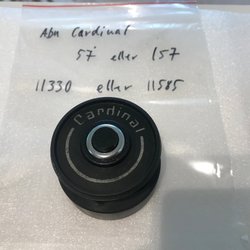 Abu Cardinal
57 eller 157
11330 eller 11585
Cardinal